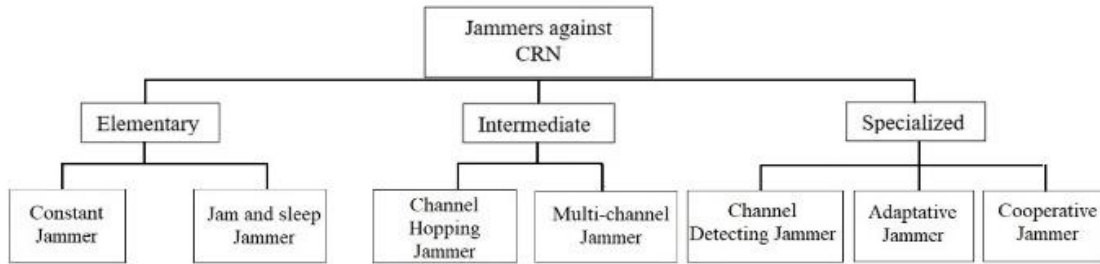 Jammers against
CRN
Elementary
Intermediate
Specialized
Constant
Jammer
Jam and sleep
Jammer
Channel
Hopping
Jammer
Multi-channel
Jammer
Channel
Detecting Jammer
Adaptative
Jammer
Cooperative
Jammer